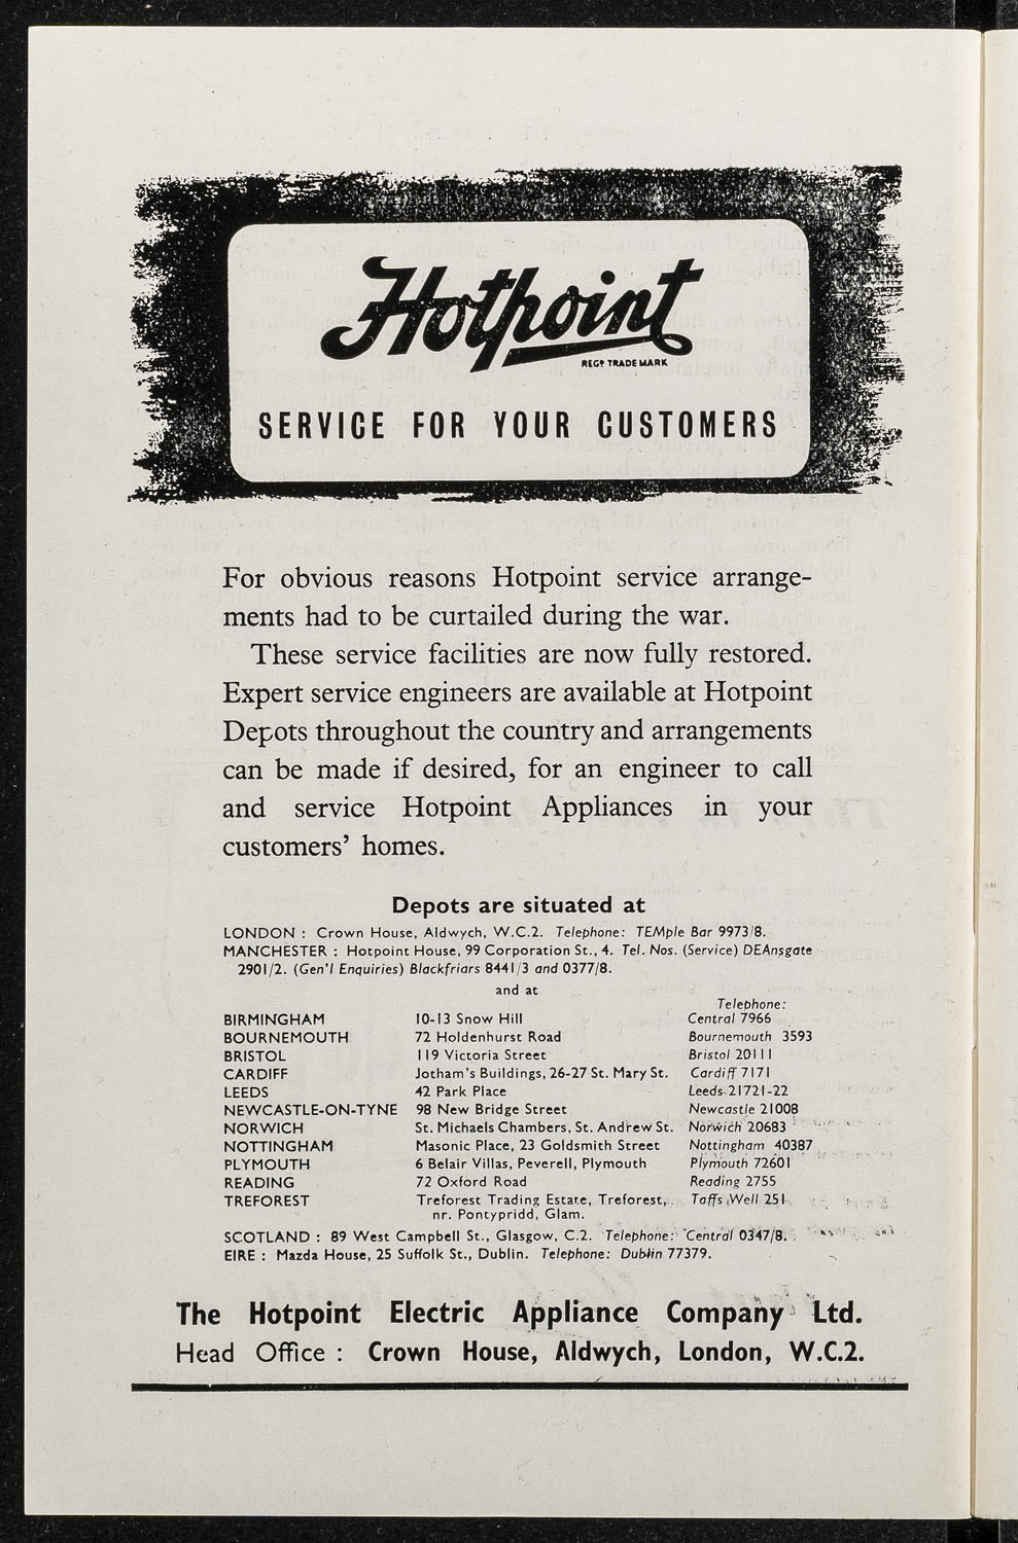 Hotpoint
REGD TRADE MARK
SERVICE FOR YOUR CUSTOMERS
For obvious reasons Hotpoint service arrange-
ments had to be curtailed during the war.
These service facilities are now fully restored.
Expert service engineers are available at Hotpoint
Depots throughout the country and arrangements
can be made if desired, for an engineer to call
and service Hotpoint Appliances in your
customers' homes.
Depots are situated at
LONDON : Crown House, Aldwych, W.C.2. Telephone: TEMple Bar 9973/8.
MANCHESTER : Hotpoint House, 99 Corporation St., 4. Tel. Nos. (Service) DEAnsgate
2901/2. (Gen'l Enquiries) Blackfriars 8441/3 and 0377/8.
and at
Telephone:
BIRMINGHAM 10-13 Snow Hill Central 7966
BOURNEMOUTH 72 Holdenhurst Road Bournemouth 3593
BRISTOL 119 Victoria Street Bristol 20111
CARDIFF Jotham's Buildings, 26-27 St. Mary St. Cardiff 7171
LEEDS 42 Park Place Leeds 21721-22
NEWCASTLE-ON-TYNE 98 New Bridge Street Newcastle 21008
NORWICH St. Michaels Chambers, St. Andrew St. Norwich 20683
NOTTINGHAM Masonic Place, 23 Goldsmith Street Nottingham 40387
PLYMOUTH 6 Belair Villas, Peverell, Plymouth Plymouth 72601
READING 72 Oxford Road Reading 2755
TREFOREST Treforest Trading Estate, Treforest, Taffs Well 251
nr. Pontypridd, Glam.
SCOTLAND : 89 West Campbell St., Glasgow, C.2. Telephone: Central 0347/8.
EIRE : Mazda House, 25 Suffolk St., Dublin. Telephone: Dublin 77379.
The Hotpoint Electric Appliance Company Ltd.
Head Office : Crown House, Aldwych, London, W.C.2.